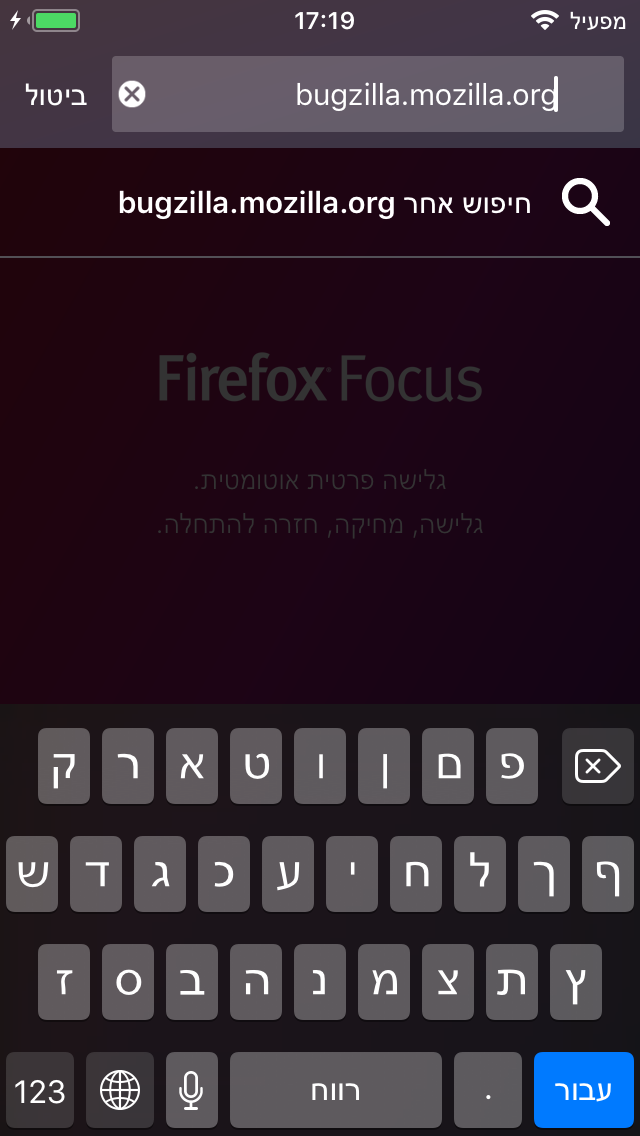 מפעיל 17:19
bugzilla.mozilla.org ביטול
חיפוש אחר bugzilla.mozilla.org
Firefox Focus
גלישה פרטית אוטומטית.
גלישה, מחיקה, חזרה להתחלה.
ק ר א ט ו ן ם פ
ש ד ג כ ע י ח ל ך ף
ז ס ב ה נ מ צ ת ץ
123 רווח . עבור